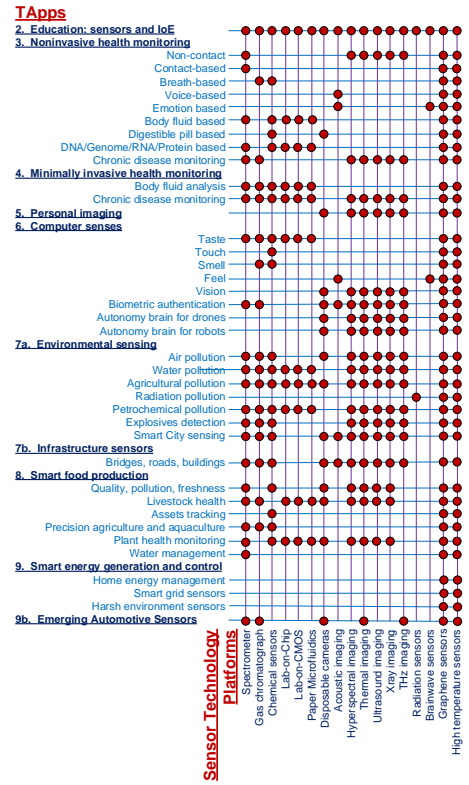 TApps
2. Education: sensors and IoE
3. Noninvasive health monitoring
Non-contact
Contact-based
Breath-based
Voice-based
Emotion based
Body fluid based
Digestible pill based
DNA/Genome/RNA/Protein based
Chronic disease monitoring
4. Minimally invasive health monitoring
Body fluid analysis
Chronic disease monitoring
5. Personal imaging
6. Computer senses
Taste
Touch
Smell
Feel
Vision
Biometric authentication
Autonomy brain for drones
Autonomy brain for robots
7a. Environmental sensing
Air pollution
Water pollution
Agricultural pollution
Radiation pollution
Petrochemical pollution
Explosives detection
Smart City sensing
7b. Infrastructure sensors
Bridges, roads, buildings
8. Smart food production
Quality, pollution, freshness
Livestock health
Assets tracking
Precision agriculture and aquaculture
Plant health monitoring
Water management
9. Smart energy generation and control
Home energy management
Smart grid sensors
Harsh environment sensors
9b. Emerging Automotive Sensors
Sensor Technology
Platforms
Spectrometer
Gas chromatograph
Chemical sensors
Lab-on-Chip
Lab-on-CMOS
Paper Microfluidics
Disposable cameras
Acoustic imaging
Hyperspectral imaging
Thermal imaging
Ultrasound imaging
Xray imaging
THz imaging
Radiation sensors
Brainwave sensors
Graphene sensors
High temperature sensors